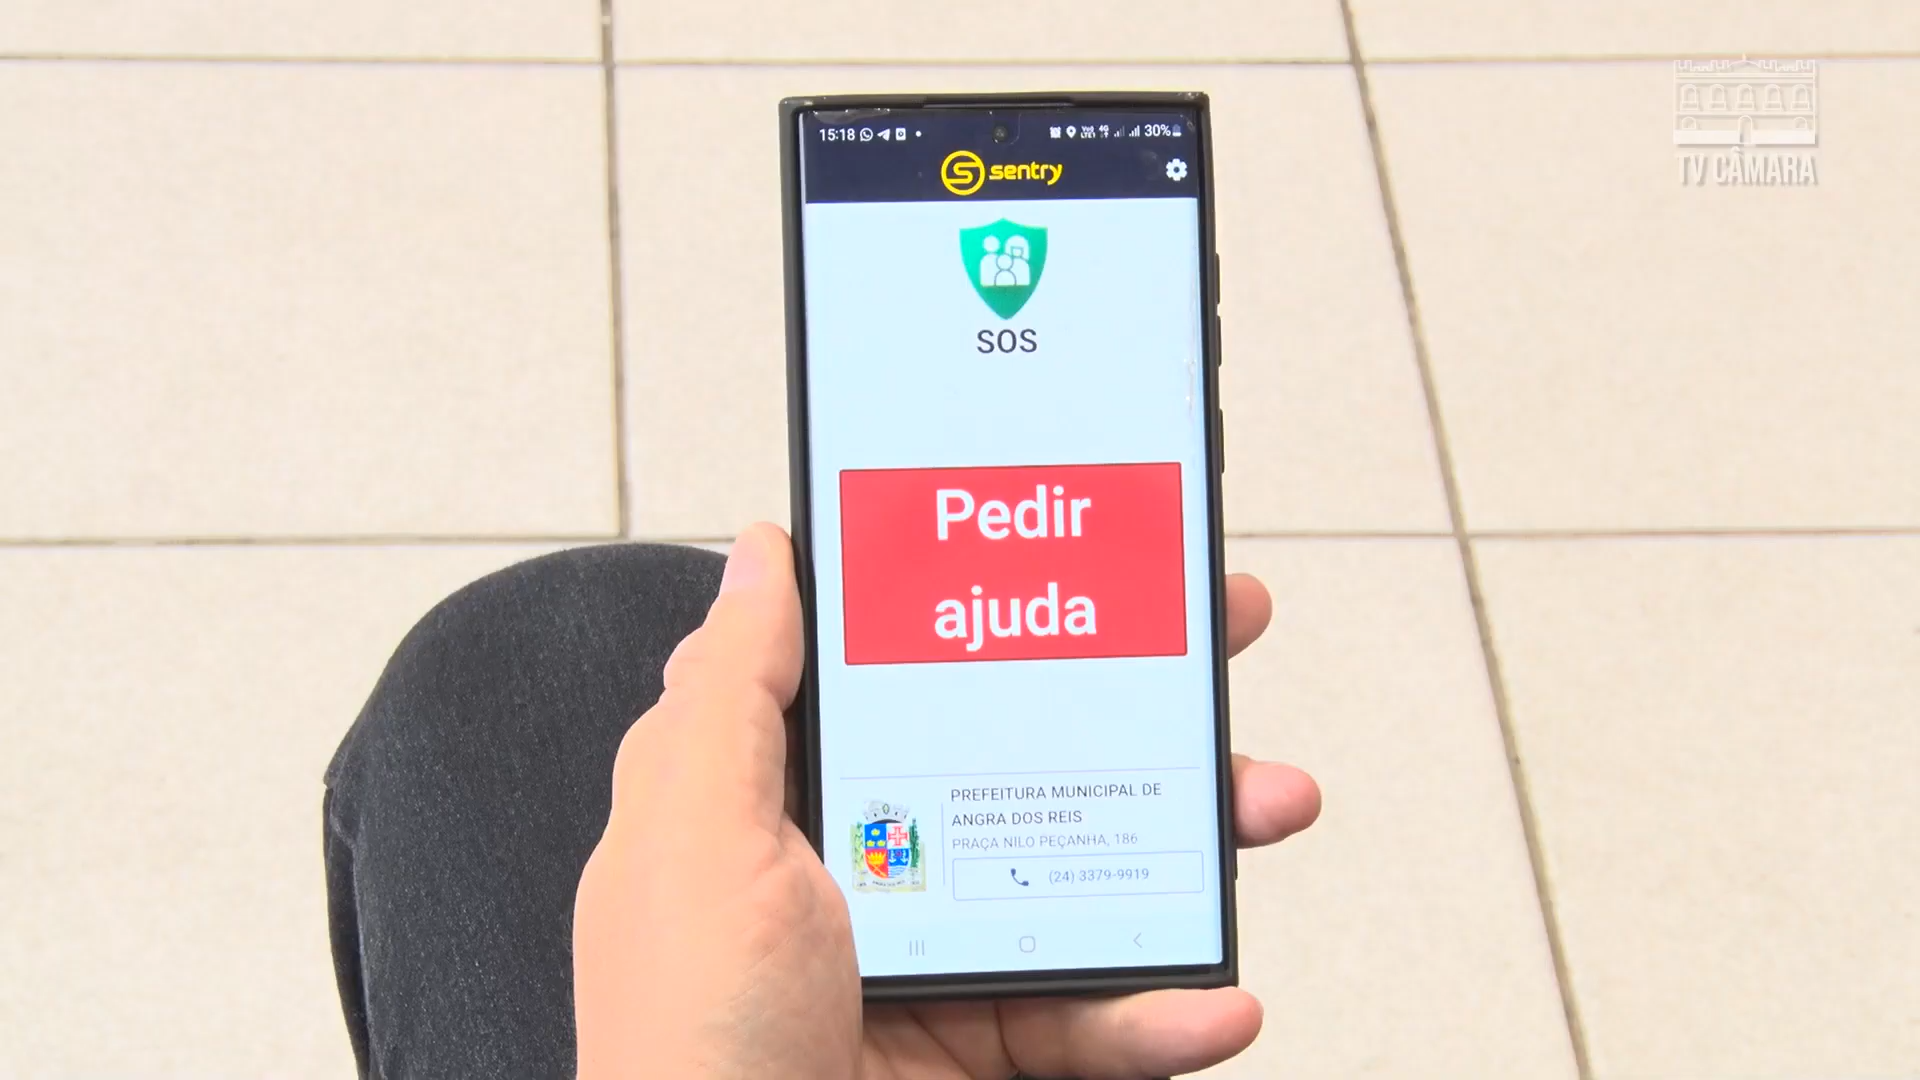 TV CÂMARA
15:18
30%
sentry
SOS
Pedir
ajuda
PREFEITURA MUNICIPAL DE
ANGRA DOS REIS
PRAÇA NILO PEÇANHA, 186
(24) 3379-9919